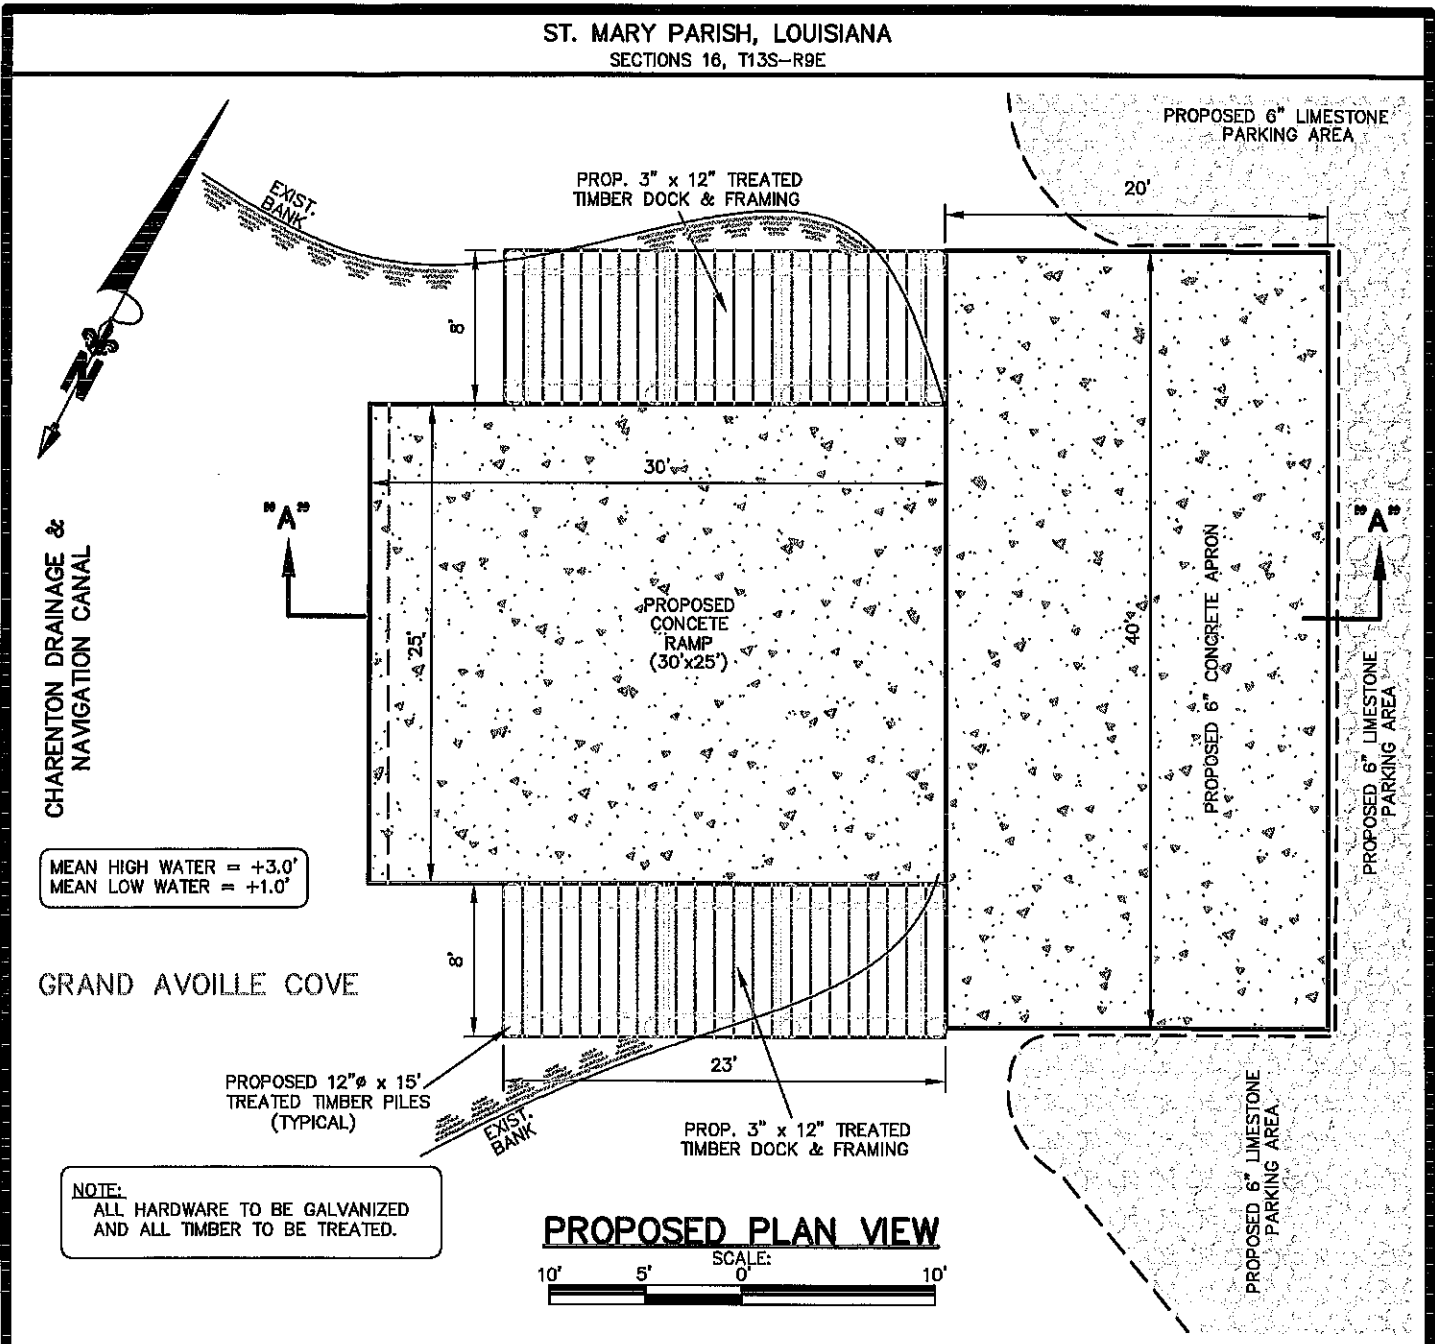 ST. MARY PARISH, LOUISIANA
SECTIONS 16, T13S-R9E
PROPOSED 6" LIMESTONE
PARKING AREA
20'
PROP. 3" x 12" TREATED
TIMBER DOCK & FRAMING
EXIST.
BANK
8'
N
30'
"A"
"A"
CHARENTON DRAINAGE &
NAVIGATION CANAL
25'
PROPOSED
CONCETE
RAMP
(30'x25')
40'4
PROPOSED 6" CONCRETE APRON
PROPOSED 6" LIMESTONE
PARKING AREA
MEAN HIGH WATER = +3.0'
MEAN LOW WATER = +1.0'
8'
GRAND AVOILLE COVE
23'
PROPOSED 12"ø x 15'
TREATED TIMBER PILES
(TYPICAL)
EXIST.
BANK
PROP. 3" x 12" TREATED
TIMBER DOCK & FRAMING
PROPOSED 6" LIMESTONE
PARKING AREA
NOTE:
ALL HARDWARE TO BE GALVANIZED
AND ALL TIMBER TO BE TREATED.
PROPOSED PLAN VIEW
SCALE:
10' 5' 0' 10'